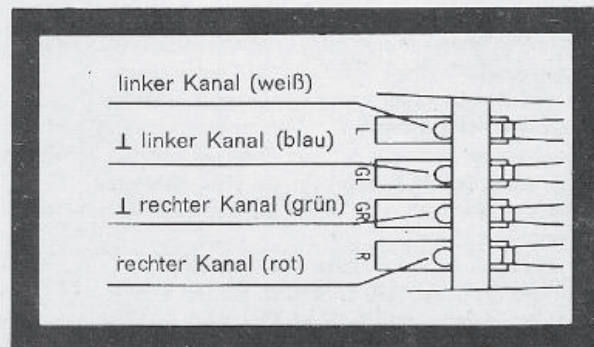 linker Kanal (weiß)
L
⊥ linker Kanal (blau)
GL
⊥ rechter Kanal (grün)
GR
rechter Kanal (rot)
R